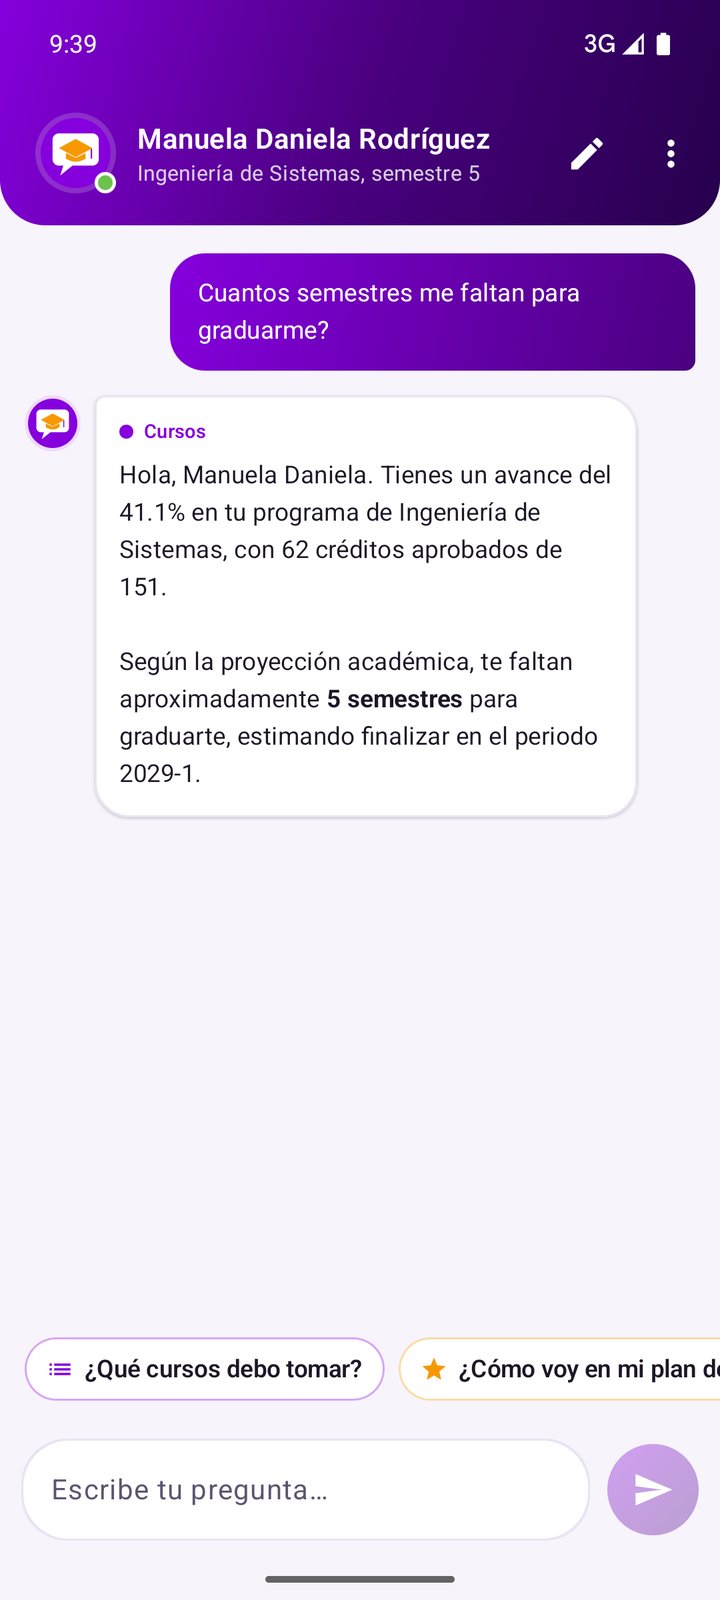 9:39
3G
Manuela Daniela Rodríguez
Ingeniería de Sistemas, semestre 5
Cuantos semestres me faltan para
graduarme?
Cursos
Hola, Manuela Daniela. Tienes un avance del
41.1% en tu programa de Ingeniería de
Sistemas, con 62 créditos aprobados de
151.
Según la proyección académica, te faltan
aproximadamente 5 semestres para
graduarte, estimando finalizar en el periodo
2029-1.
¿Qué cursos debo tomar?
¿Cómo voy en mi plan d
Escribe tu pregunta...